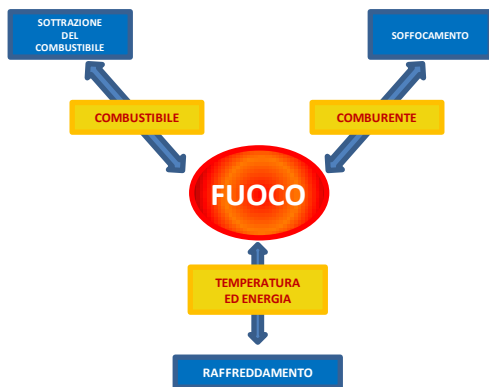 SOTTRAZIONE
DEL
COMBUSTIBILE
SOFFOCAMENTO
COMBUSTIBILE
COMBURENTE
FUOCO
TEMPERATURA
ED ENERGIA
RAFFREDDAMENTO